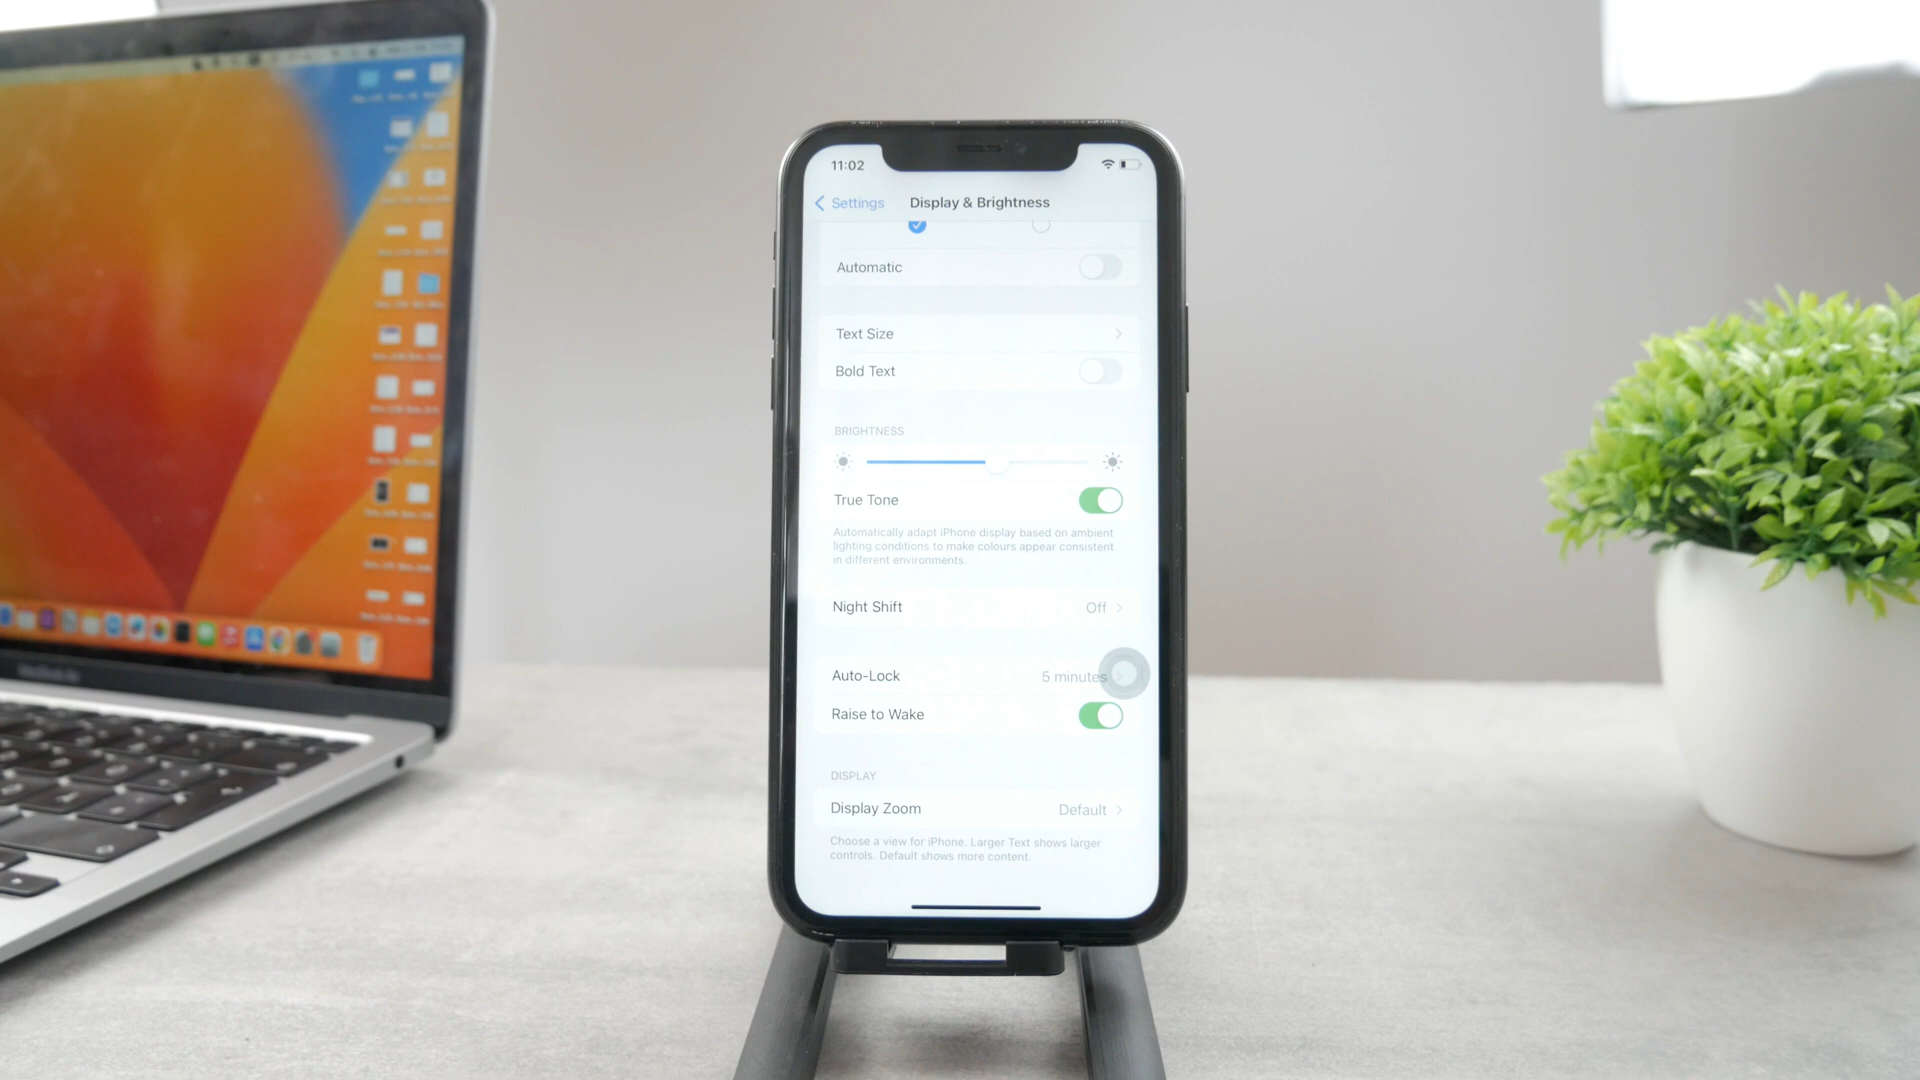 11:02
Settings
Display & Brightness
Automatic
Text Size
Bold Text
BRIGHTNESS
True Tone
Automatically adapt iPhone display based on ambient
lighting conditions to make colours appear consistent
in different environments.
Night Shift
Off
Auto-Lock
5 minutes
Raise to Wake
DISPLAY
Display Zoom
Default
Choose a view for iPhone. Larger Text shows larger
controls. Default shows more content.